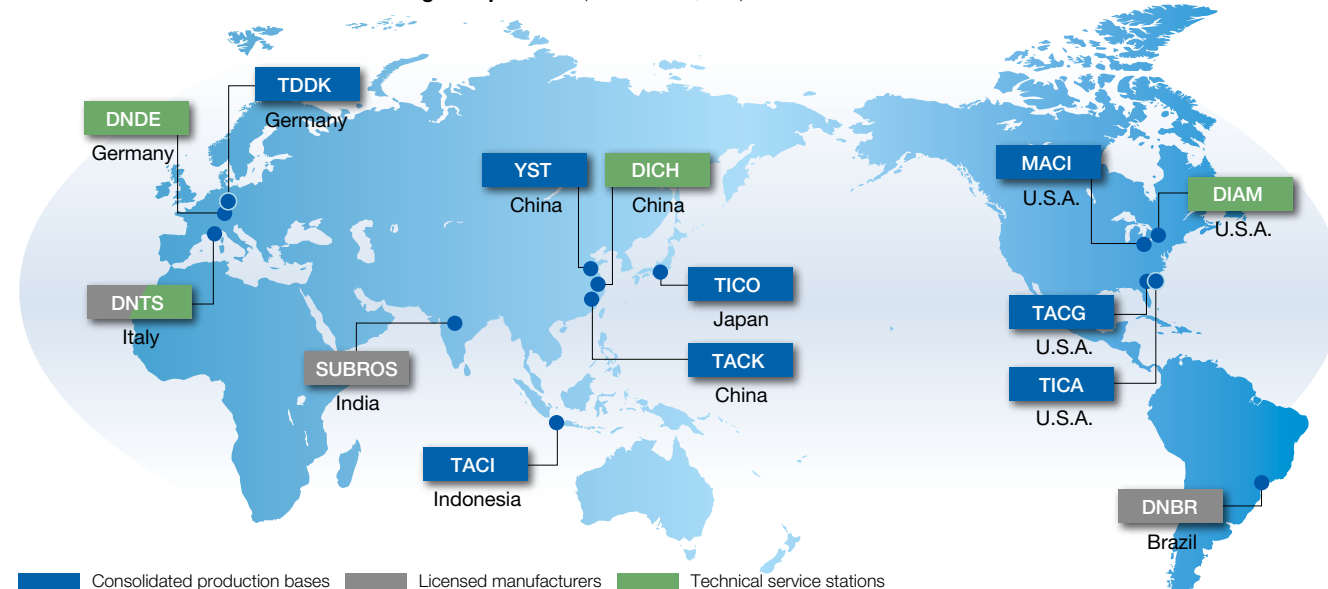 TDDK
Germany
DNDE
Germany
YST
China
DICH
China
MACI
U.S.A.
DIAM
U.S.A.
DNTS
Italy
TICO
Japan
SUBROS
India
TACK
China
TACG
U.S.A.
TICA
U.S.A.
TACI
Indonesia
DNBR
Brazil
Consolidated production bases
Licensed manufacturers
Technical service stations